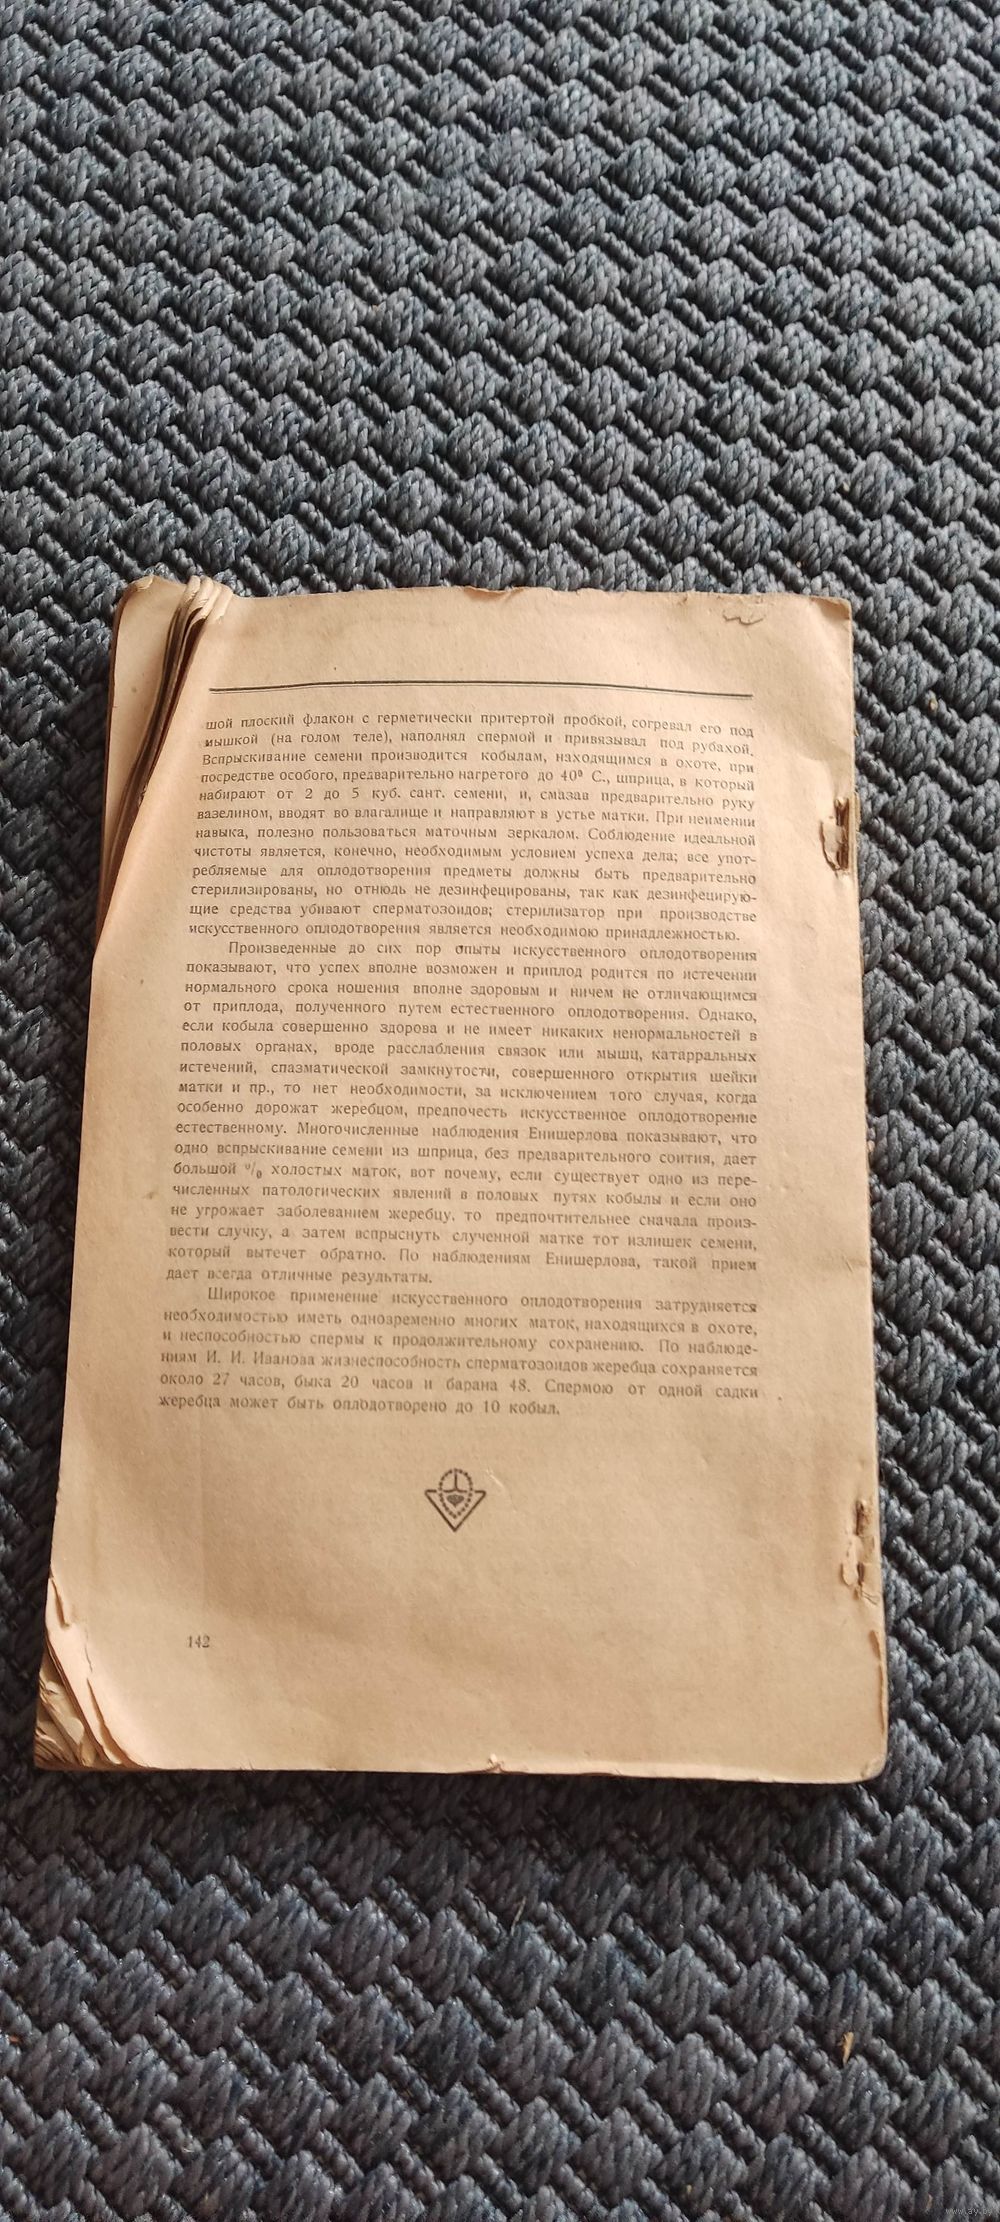 шой плоский флакон с герметически притертой пробкой, согревал его под
мышкой (на голом теле), наполнял спермой и привязывал под рубахой.
Вспрыскивание семени производится кобылам, находящимся в охоте, при
посредстве особого, предварительно нагретого до 40° С., шприца, в который
набирают от 2 до 5 куб. сант. семени, и, смазав предварительно руку
вазелином, вводят во влагалище и направляют в устье матки. При неимении
навыка, полезно пользоваться маточным зеркалом. Соблюдение идеальной
чистоты является, конечно, необходимым условием успеха дела; все упот-
ребляемые для оплодотворения предметы должны быть предварительно
стерилизированы, но отнюдь не дезинфецированы, так как дезинфецирую-
щие средства убивают сперматозоидов; стерилизатор при производстве
искусственного оплодотворения является необходимою принадлежностью.
Произведенные до сих пор опыты искусственного оплодотворения
показывают, что успех вполне возможен и приплод родится по истечении
нормального срока ношения вполне здоровым и ничем не отличающимся
от приплода, полученного путем естественного оплодотворения. Однако,
если кобыла совершенно здорова и не имеет никаких ненормальностей в
половых органах, вроде расслабления связок или мышц, катарральных
истечений, спазматической замкнутости, совершенного открытия шейки
матки и пр., то нет необходимости, за исключением того случая, когда
особенно дорожат жеребцом, предпочесть искусственное оплодотворение
естественному. Многочисленные наблюдения Енишерлова показывают, что
одно вспрыскивание семени из шприца, без предварительного соития, дает
большой % холостых маток, вот почему, если существует одно из пере-
численных патологических явлений в половых путях кобылы и если оно
не угрожает заболеванием жеребцу, то предпочтительнее сначала произ-
вести случку, а затем вспрыснуть слученной матке тот излишек семени,
который вытечет обратно. По наблюдениям Енишерлова, такой прием
дает всегда отличные результаты.
Широкое применение искусственного оплодотворения затрудняется
необходимостью иметь одновременно многих маток, находящихся в охоте,
и неспособностью спермы к продолжительному сохранению. По наблюде-
ниям И. И. Иванова жизнеспособность сперматозоидов жеребца сохраняется
около 27 часов, быка 20 часов и барана 48. Спермою от одной садки
жеребца может быть оплодотворено до 10 кобыл.
142
www.ay.by